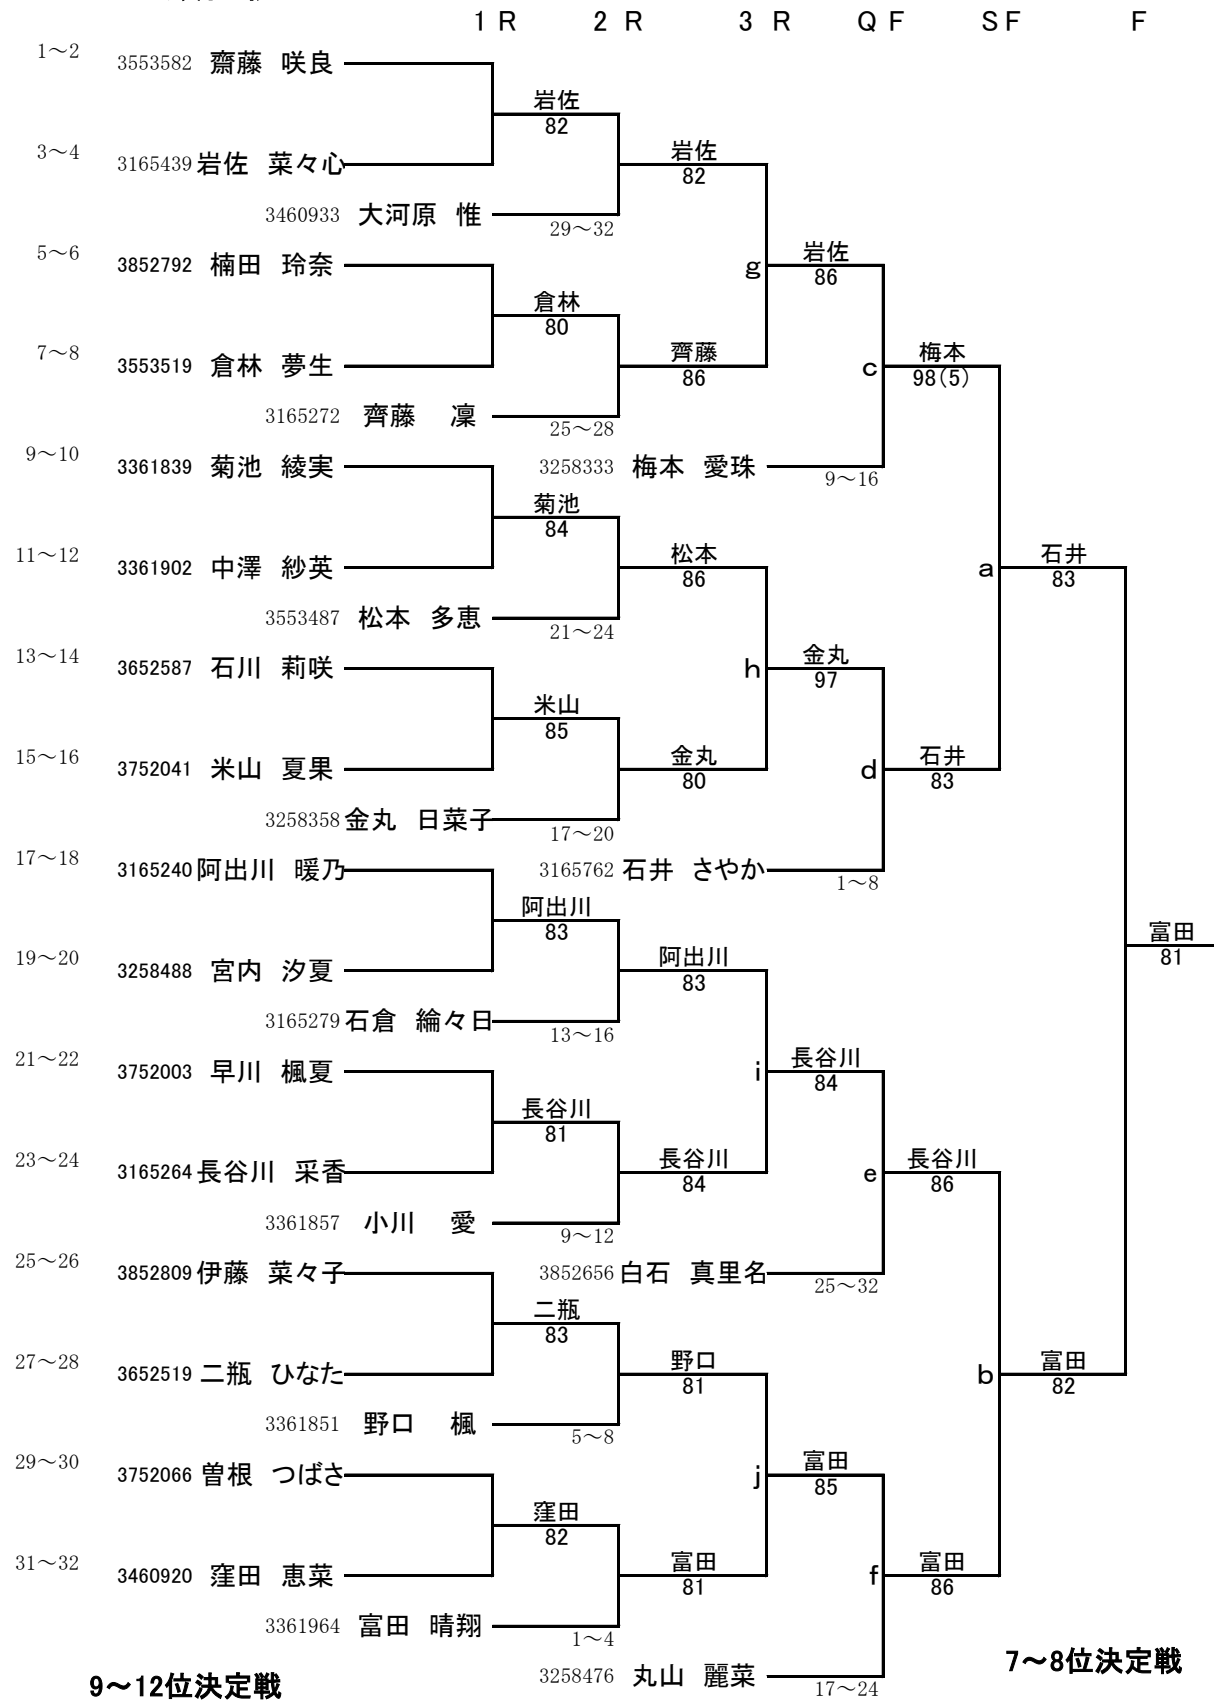 1 R 2 R 3 R Q F S F F
1～2 3553582 齋藤 咲良
岩佐
82
3～4 3165439 岩佐 菜々心
岩佐
82
3460933 大河原 惟
29～32
5～6 3852792 楠田 玲奈
g 岩佐
86
倉林
80
7～8 3553519 倉林 夢生
齊藤
86
c 梅本
98(5)
3165272 齊藤 凜
25～28
9～10 3361839 菊池 綾実
3258333 梅本 愛珠
9～16
菊池
84
11～12 3361902 中澤 紗英
松本
86
a 石井
83
3553487 松本 多恵
21～24
13～14 3652587 石川 莉咲
h 金丸
97
米山
85
15～16 3752041 米山 夏果
金丸
80
d 石井
83
3258358 金丸 日菜子
17～20
17～18 3165240 阿出川 暖乃
3165762 石井 さやか
1～8
阿出川
83
富田
81
19～20 3258488 宮内 汐夏
阿出川
83
3165279 石倉 綸々日
13～16
21～22 3752003 早川 楓夏
i 長谷川
84
長谷川
81
23～24 3165264 長谷川 采香
長谷川
84
e 長谷川
86
3361857 小川 愛
9～12
25～26 3852809 伊藤 菜々子
3852656 白石 真里名
25～32
二瓶
83
27～28 3652519 二瓶 ひなた
野口
81
b 富田
82
3361851 野口 楓
5～8
29～30 3752066 曽根 つばさ
j 富田
85
窪田
82
31～32 3460920 窪田 恵菜
富田
81
f 富田
86
3361964 富田 晴翔
1～4
3258476 丸山 麗菜
17～24
9～12位決定戦
7～8位決定戦